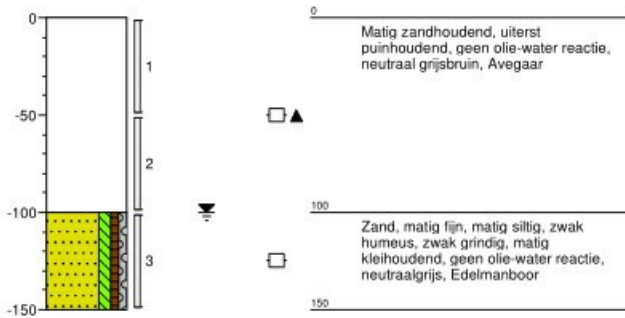 0
0
Matig zandhoudend, uiterst
puinhoudend, geen olie-water reactie,
neutraal grijsbruin, Avegaar
1
-50
2
-100
100
Zand, matig fijn, matig siltig, zwak
humeus, zwak grindig, matig
kleihoudend, geen olie-water reactie,
neutraalgrijs, Edelmanboor
3
-150
150